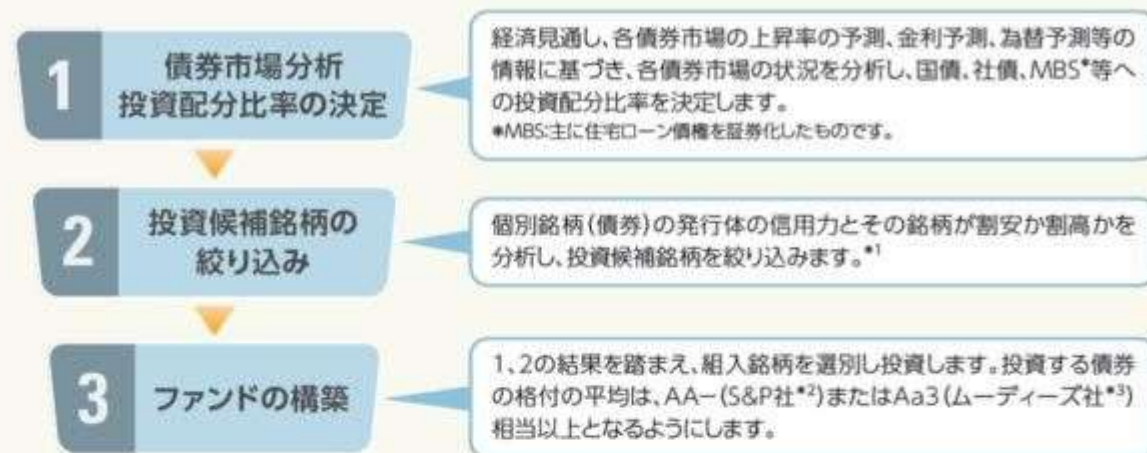 1
債券市場分析
投資配分比率の決定
経済見通し、各債券市場の上昇率の予測、金利予測、為替予測等の
情報に基づき、各債券市場の状況を分析し、国債、社債、MBS*等へ
の投資配分比率を決定します。
*MBS:主に住宅ローン債権を証券化したものです。
2
投資候補銘柄の
絞り込み
個別銘柄(債券)の発行体の信用力とその銘柄が割安か割高かを
分析し、投資候補銘柄を絞り込みます。*1
3
ファンドの構築
1、2の結果を踏まえ、組入銘柄を選別し投資します。投資する債券
の格付の平均は、AA−(S&P社*2)またはAa3(ムーディーズ社*3)
相当以上となるようにします。